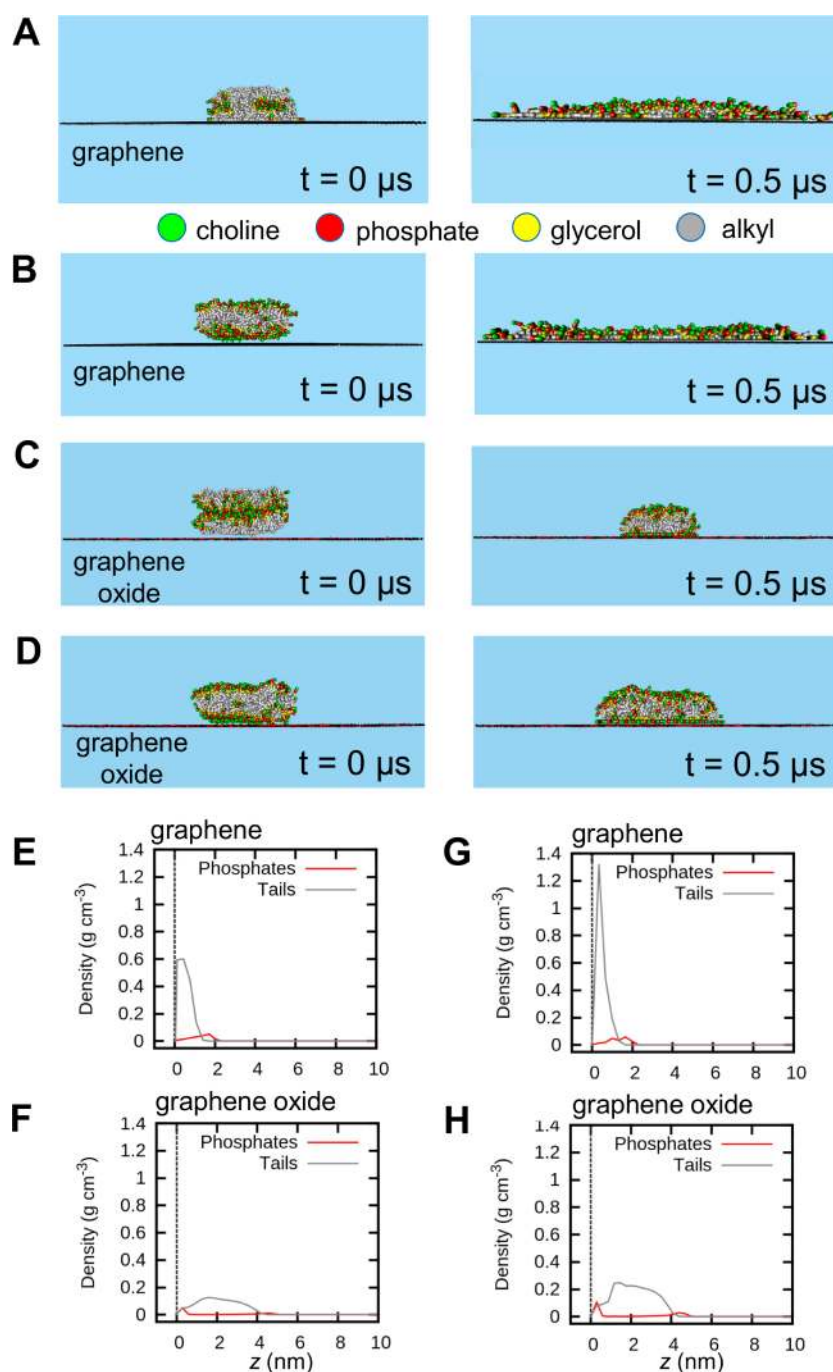 A
graphene
t = 0 µs
t = 0.5 µs
choline phosphate glycerol alkyl
B
graphene
t = 0 µs
t = 0.5 µs
C
graphene
oxide
t = 0 µs
t = 0.5 µs
D
graphene
oxide
t = 0 µs
t = 0.5 µs
E
graphene
Density (g cm-3)
1.4
1.2
1
0.8
0.6
0.4
0.2
0
Phosphates
Tails
0 2 4 6 8 10
G
graphene
Density (g cm-3)
1.4
1.2
1
0.8
0.6
0.4
0.2
0
Phosphates
Tails
0 2 4 6 8 10
F
graphene oxide
Density (g cm-3)
1.4
1.2
1
0.8
0.6
0.4
0.2
0
Phosphates
Tails
0 2 4 6 8 10
z (nm)
H
graphene oxide
Density (g cm-3)
1.4
1.2
1
0.8
0.6
0.4
0.2
0
Phosphates
Tails
0 2 4 6 8 10
z (nm)